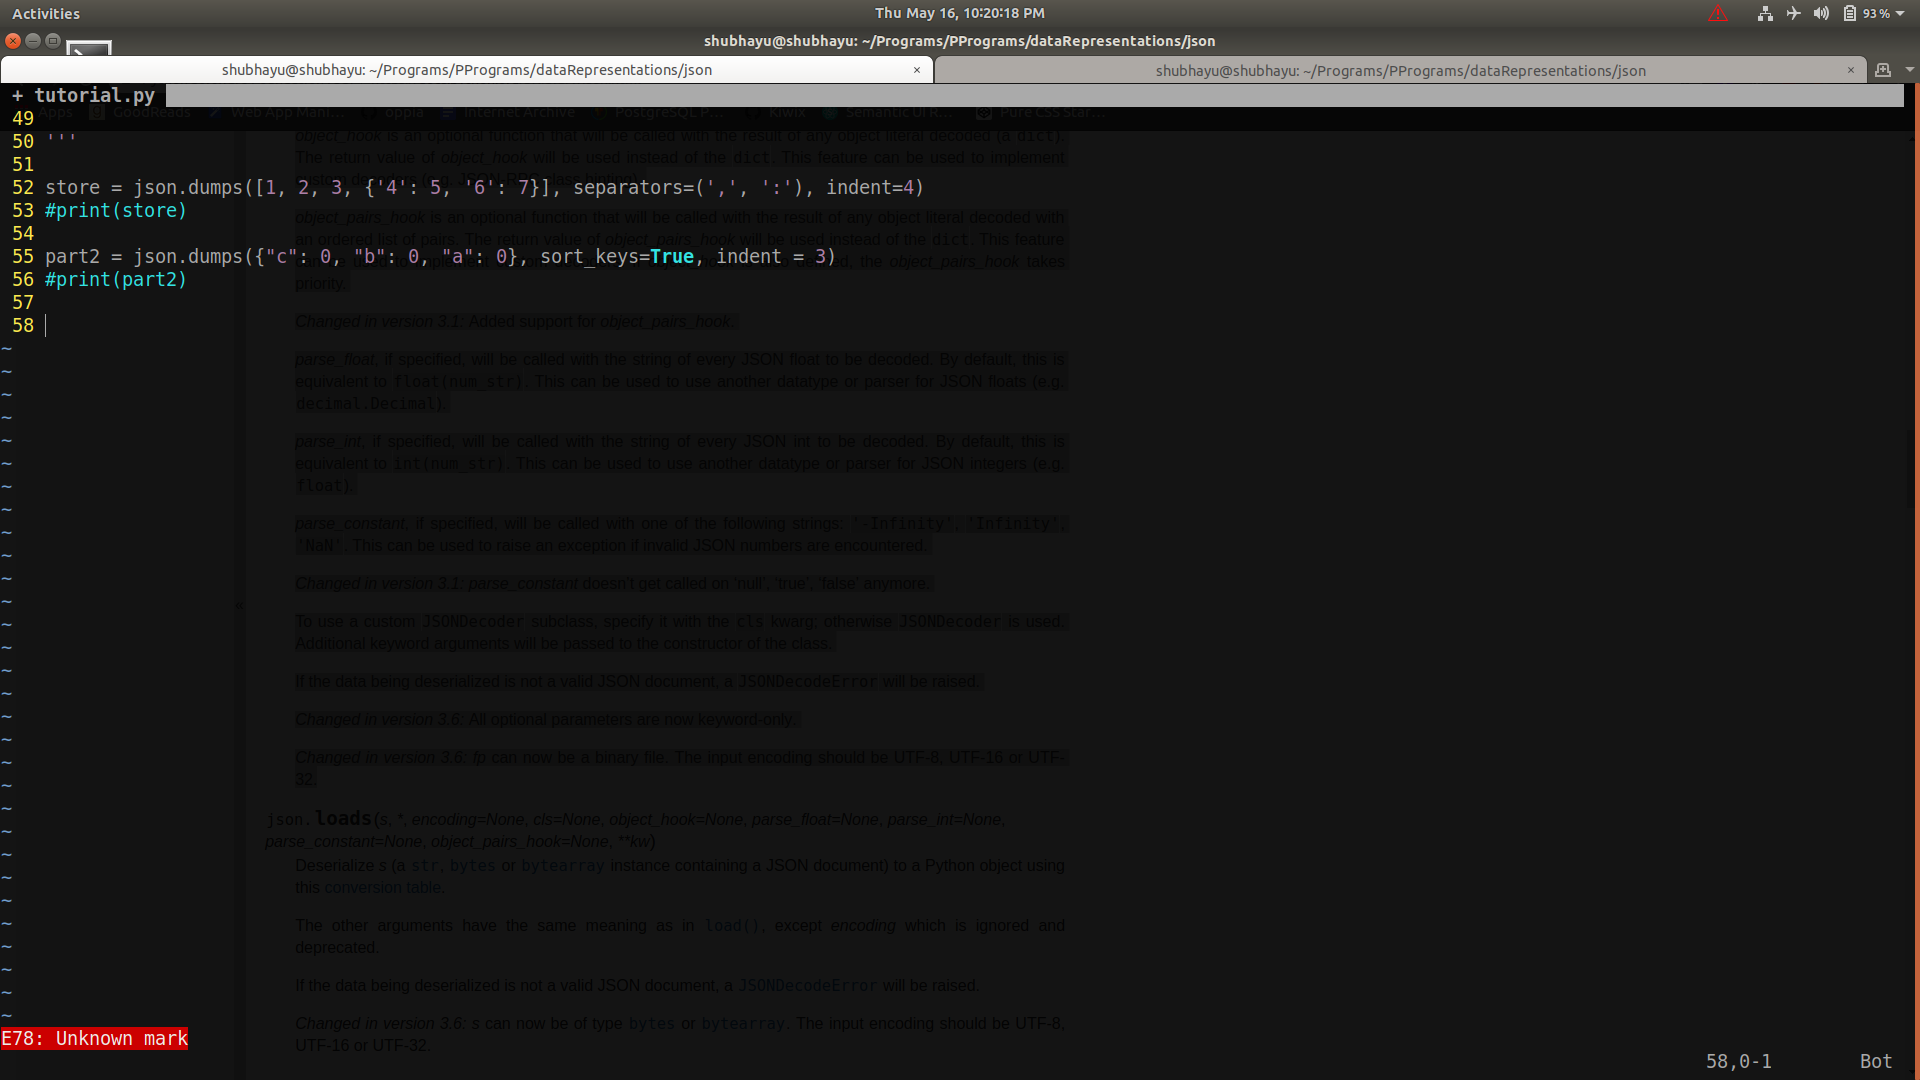 Activities
Thu May 16, 10:20:18 PM
93 %
shubhayu@shubhayu: ~/Programs/PPrograms/dataRepresentations/json
shubhayu@shubhayu: ~/Programs/PPrograms/dataRepresentations/json ×
shubhayu@shubhayu: ~/Programs/PPrograms/dataRepresentations/json ×
+ tutorial.py
Apps GoodReads Web App Mani... oppia Internet Archive PostgreSQL P... Kiwix Semantic UI R... Pure CSS Star...
49
50 '''
51
52 store = json.dumps([1, 2, 3, {'4': 5, '6': 7}], separators=(',', ':'), indent=4)
53 #print(store)
54
55 part2 = json.dumps({"c": 0, "b": 0, "a": 0}, sort_keys=True, indent = 3)
56 #print(part2)
57
58
object_hook is an optional function that will be called with the result of any object literal decoded (a dict).
The return value of object_hook will be used instead of the dict. This feature can be used to implement
custom decoders (e.g. JSON-RPC class hinting).
object_pairs_hook is an optional function that will be called with the result of any object literal decoded with
an ordered list of pairs. The return value of object_pairs_hook will be used instead of the dict. This feature
the object_pairs_hook takes
priority.
Changed in version 3.1: Added support for object_pairs_hook.
parse_float, if specified, will be called with the string of every JSON float to be decoded. By default, this is
equivalent to float(num_str). This can be used to use another datatype or parser for JSON floats (e.g.
decimal.Decimal).
parse_int, if specified, will be called with the string of every JSON int to be decoded. By default, this is
equivalent to int(num_str). This can be used to use another datatype or parser for JSON integers (e.g.
float).
parse_constant, if specified, will be called with one of the following strings: '-Infinity', 'Infinity',
'NaN'. This can be used to raise an exception if invalid JSON numbers are encountered.
Changed in version 3.1: parse_constant doesn't get called on 'null', 'true', 'false' anymore.
To use a custom JSONDecoder subclass, specify it with the cls kwarg; otherwise JSONDecoder is used.
Additional keyword arguments will be passed to the constructor of the class.
If the data being deserialized is not a valid JSON document, a JSONDecodeError will be raised.
Changed in version 3.6: All optional parameters are now keyword-only.
Changed in version 3.6: fp can now be a binary file. The input encoding should be UTF-8, UTF-16 or UTF-
32.
json.loads(s, *, encoding=None, cls=None, object_hook=None, parse_float=None, parse_int=None,
parse_constant=None, object_pairs_hook=None, **kw)
Deserialize s (a str, bytes or bytearray instance containing a JSON document) to a Python object using
this conversion table.
The other arguments have the same meaning as in load(), except encoding which is ignored and
deprecated.
If the data being deserialized is not a valid JSON document, a JSONDecodeError will be raised.
Changed in version 3.6: s can now be of type bytes or bytearray. The input encoding should be UTF-8,
UTF-16 or UTF-32.
E78: Unknown mark
58,0-1 Bot